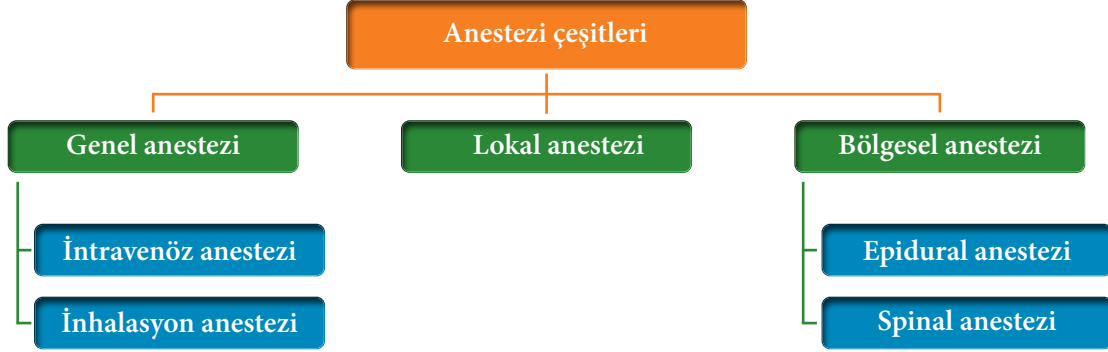 Anestezi çeşitleri
Genel anestezi
Lokal anestezi
Bölgesel anestezi
İntravenöz anestezi
İnhalasyon anestezi
Epidural anestezi
Spinal anestezi